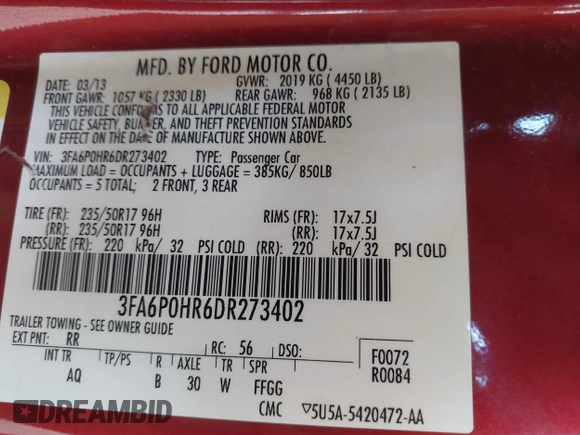 MFD. BY FORD MOTOR CO.
DATE: 03/13 GVWR: 2019 KG ( 4450 LB)
FRONT GAWR: 1057 KG ( 2330 LB) REAR GAWR: 968 KG ( 2135 LB)
THIS VEHICLE CONFORMS TO ALL APPLICABLE FEDERAL MOTOR
VEHICLE SAFETY, BUMPER, AND THEFT PREVENTION STANDARDS
IN EFFECT ON THE DATE OF MANUFACTURE SHOWN ABOVE.
VIN: 3FA6P0HR6DR273402 TYPE: Passenger Car
MAXIMUM LOAD = OCCUPANTS + LUGGAGE = 385KG/ 850LB
OCCUPANTS = 5 TOTAL; 2 FRONT, 3 REAR
TIRE (FR): 235/50R17 96H RIMS (FR): 17x7.5J
(RR): 235/50R17 96H (RR): 17x7.5J
PRESSURE (FR): 220 kPa/ 32 PSI COLD (RR): 220 kPa/ 32 PSI COLD
3FA6P0HR6DR273402
TRAILER TOWING - SEE OWNER GUIDE
EXT PNT: RR RC: 56 DSO: F0072
R0084
INT TR TP/PS R AXLE TR SPR
AQ B 30 W FFGG
CMC ▽5U5A-5420472-AA